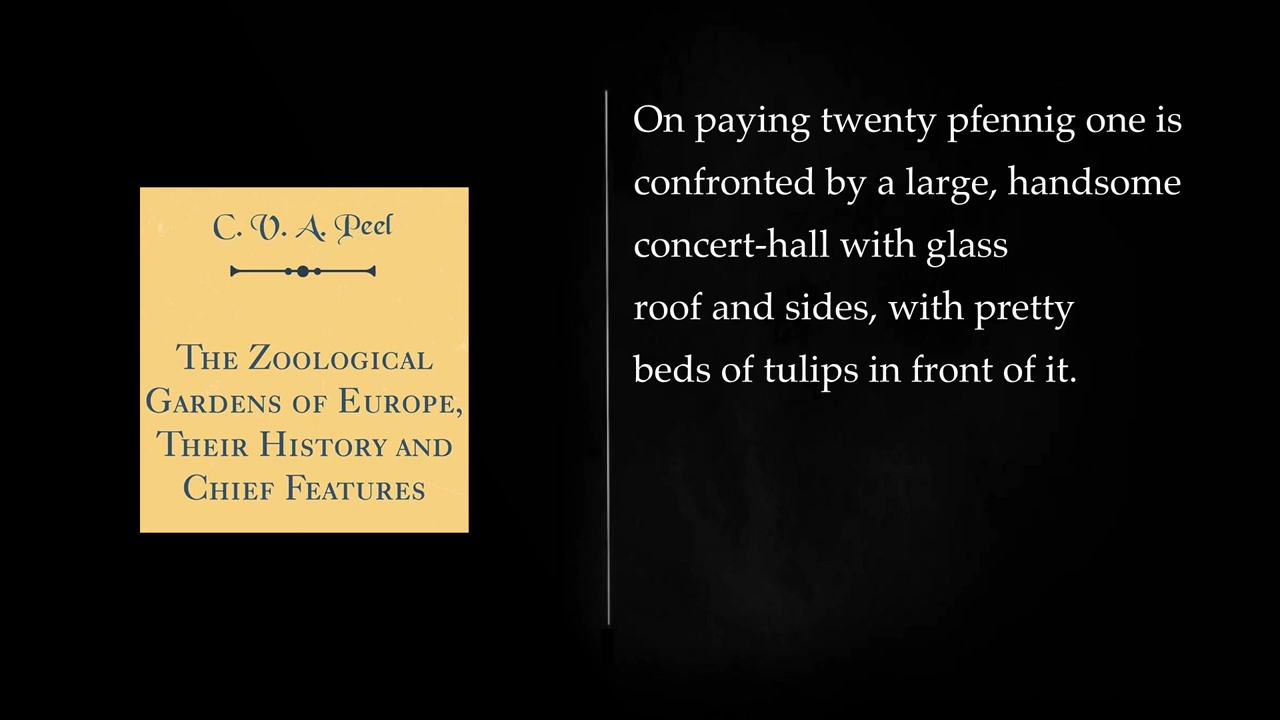 C. V. A. Peel
The Zoological
Gardens of Europe,
Their History and
Chief Features
On paying twenty pfennig one is
confronted by a large, handsome
concert-hall with glass
roof and sides, with pretty
beds of tulips in front of it.